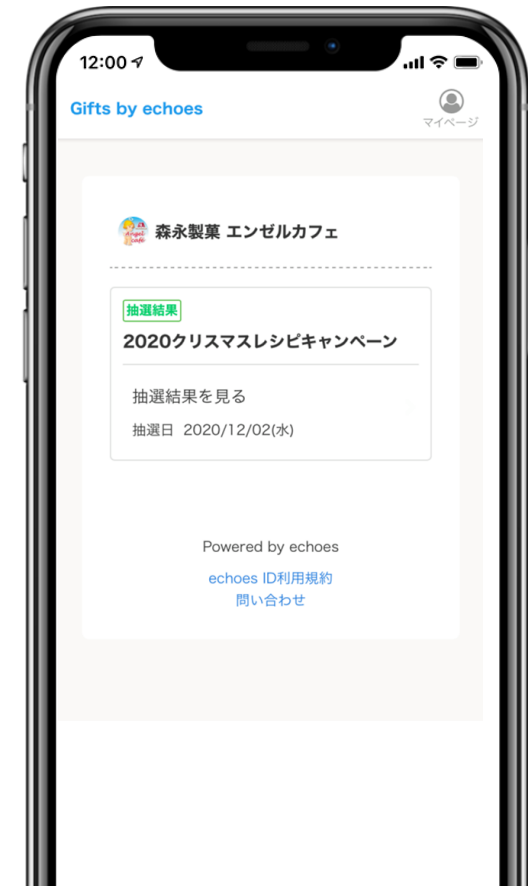 12:00
Gifts by echoes
マイページ
Angel
café
森永製菓 エンゼルカフェ
抽選結果
2020クリスマスレシピキャンペーン
抽選結果を見る
抽選日 2020/12/02(水)
Powered by echoes
echoes ID利用規約
問い合わせ